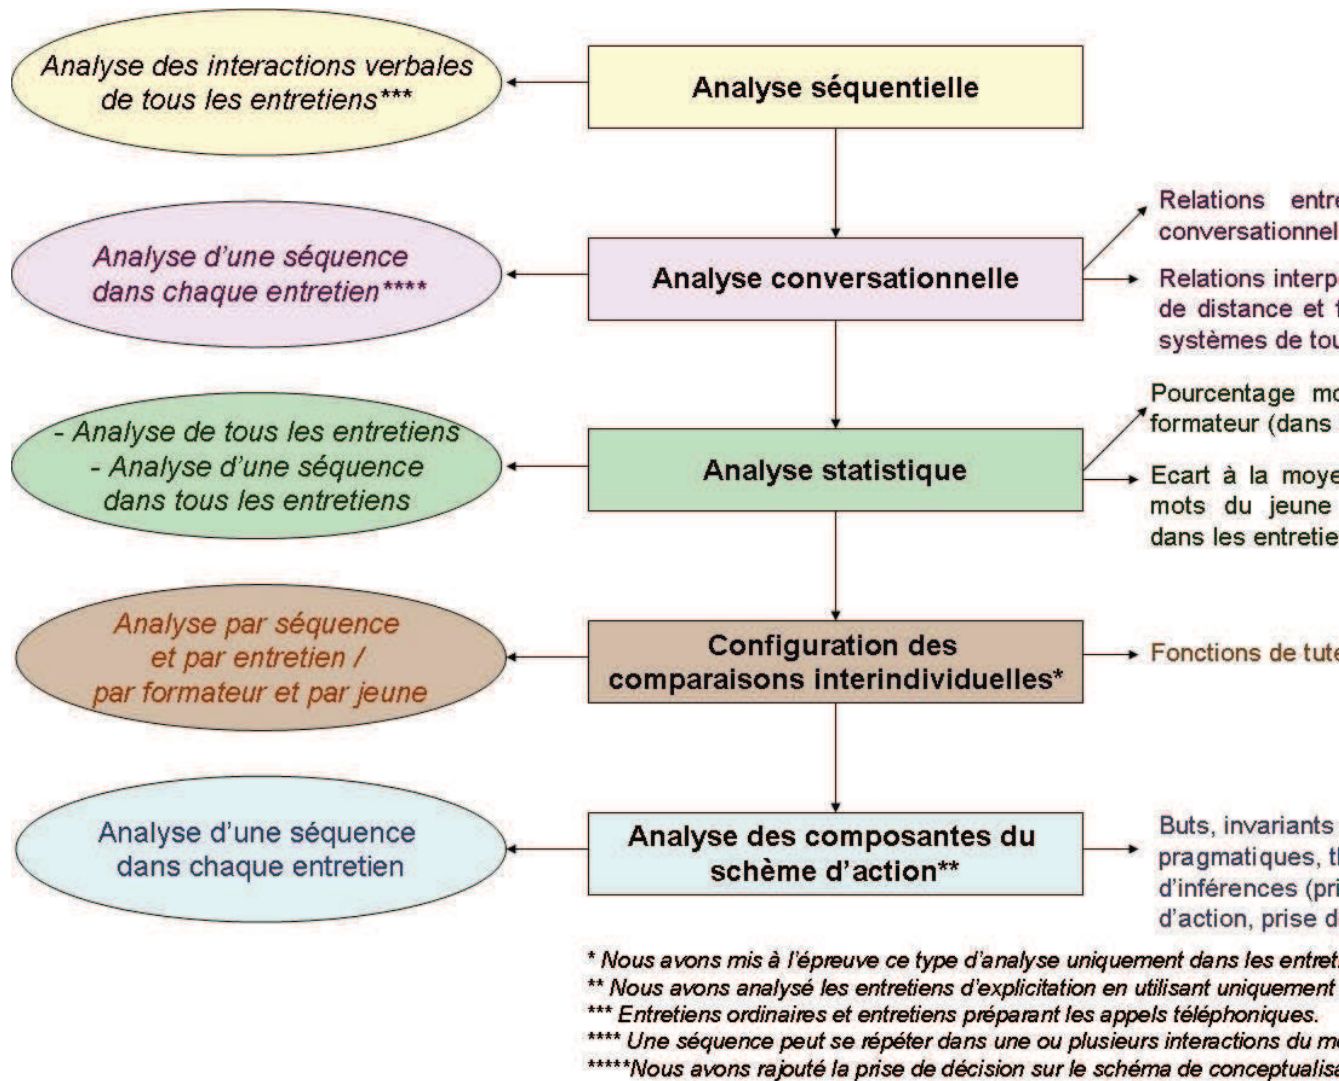 Analyse des interactions verbales
de tous les entretiens***
Analyse séquentielle
Relations entre
conversationnel
Analyse d'une séquence
dans chaque entretien****
Analyse conversationnelle
Relations interp
de distance et
systèmes de tou
Pourcentage mo
formateur (dans
- Analyse de tous les entretiens
- Analyse d'une séquence
dans tous les entretiens
Analyse statistique
Ecart à la moye
mots du jeune
dans les entretie
Analyse par séquence
et par entretien /
par formateur et par jeune
Configuration des
comparaisons interindividuelles*
Fonctions de tute
Analyse d'une séquence
dans chaque entretien
Analyse des composantes du
schème d'action**
Buts, invariants
pragmatiques, th
d'inférences (pri
d'action, prise d
* Nous avons mis à l'épreuve ce type d'analyse uniquement dans les entreti
** Nous avons analysé les entretiens d'explicitation en utilisant uniquement
*** Entretiens ordinaires et entretiens préparant les appels téléphoniques.
**** Une séquence peut se répéter dans une ou plusieurs interactions du m
*****Nous avons rajouté la prise de décision sur le schéma de conceptualis